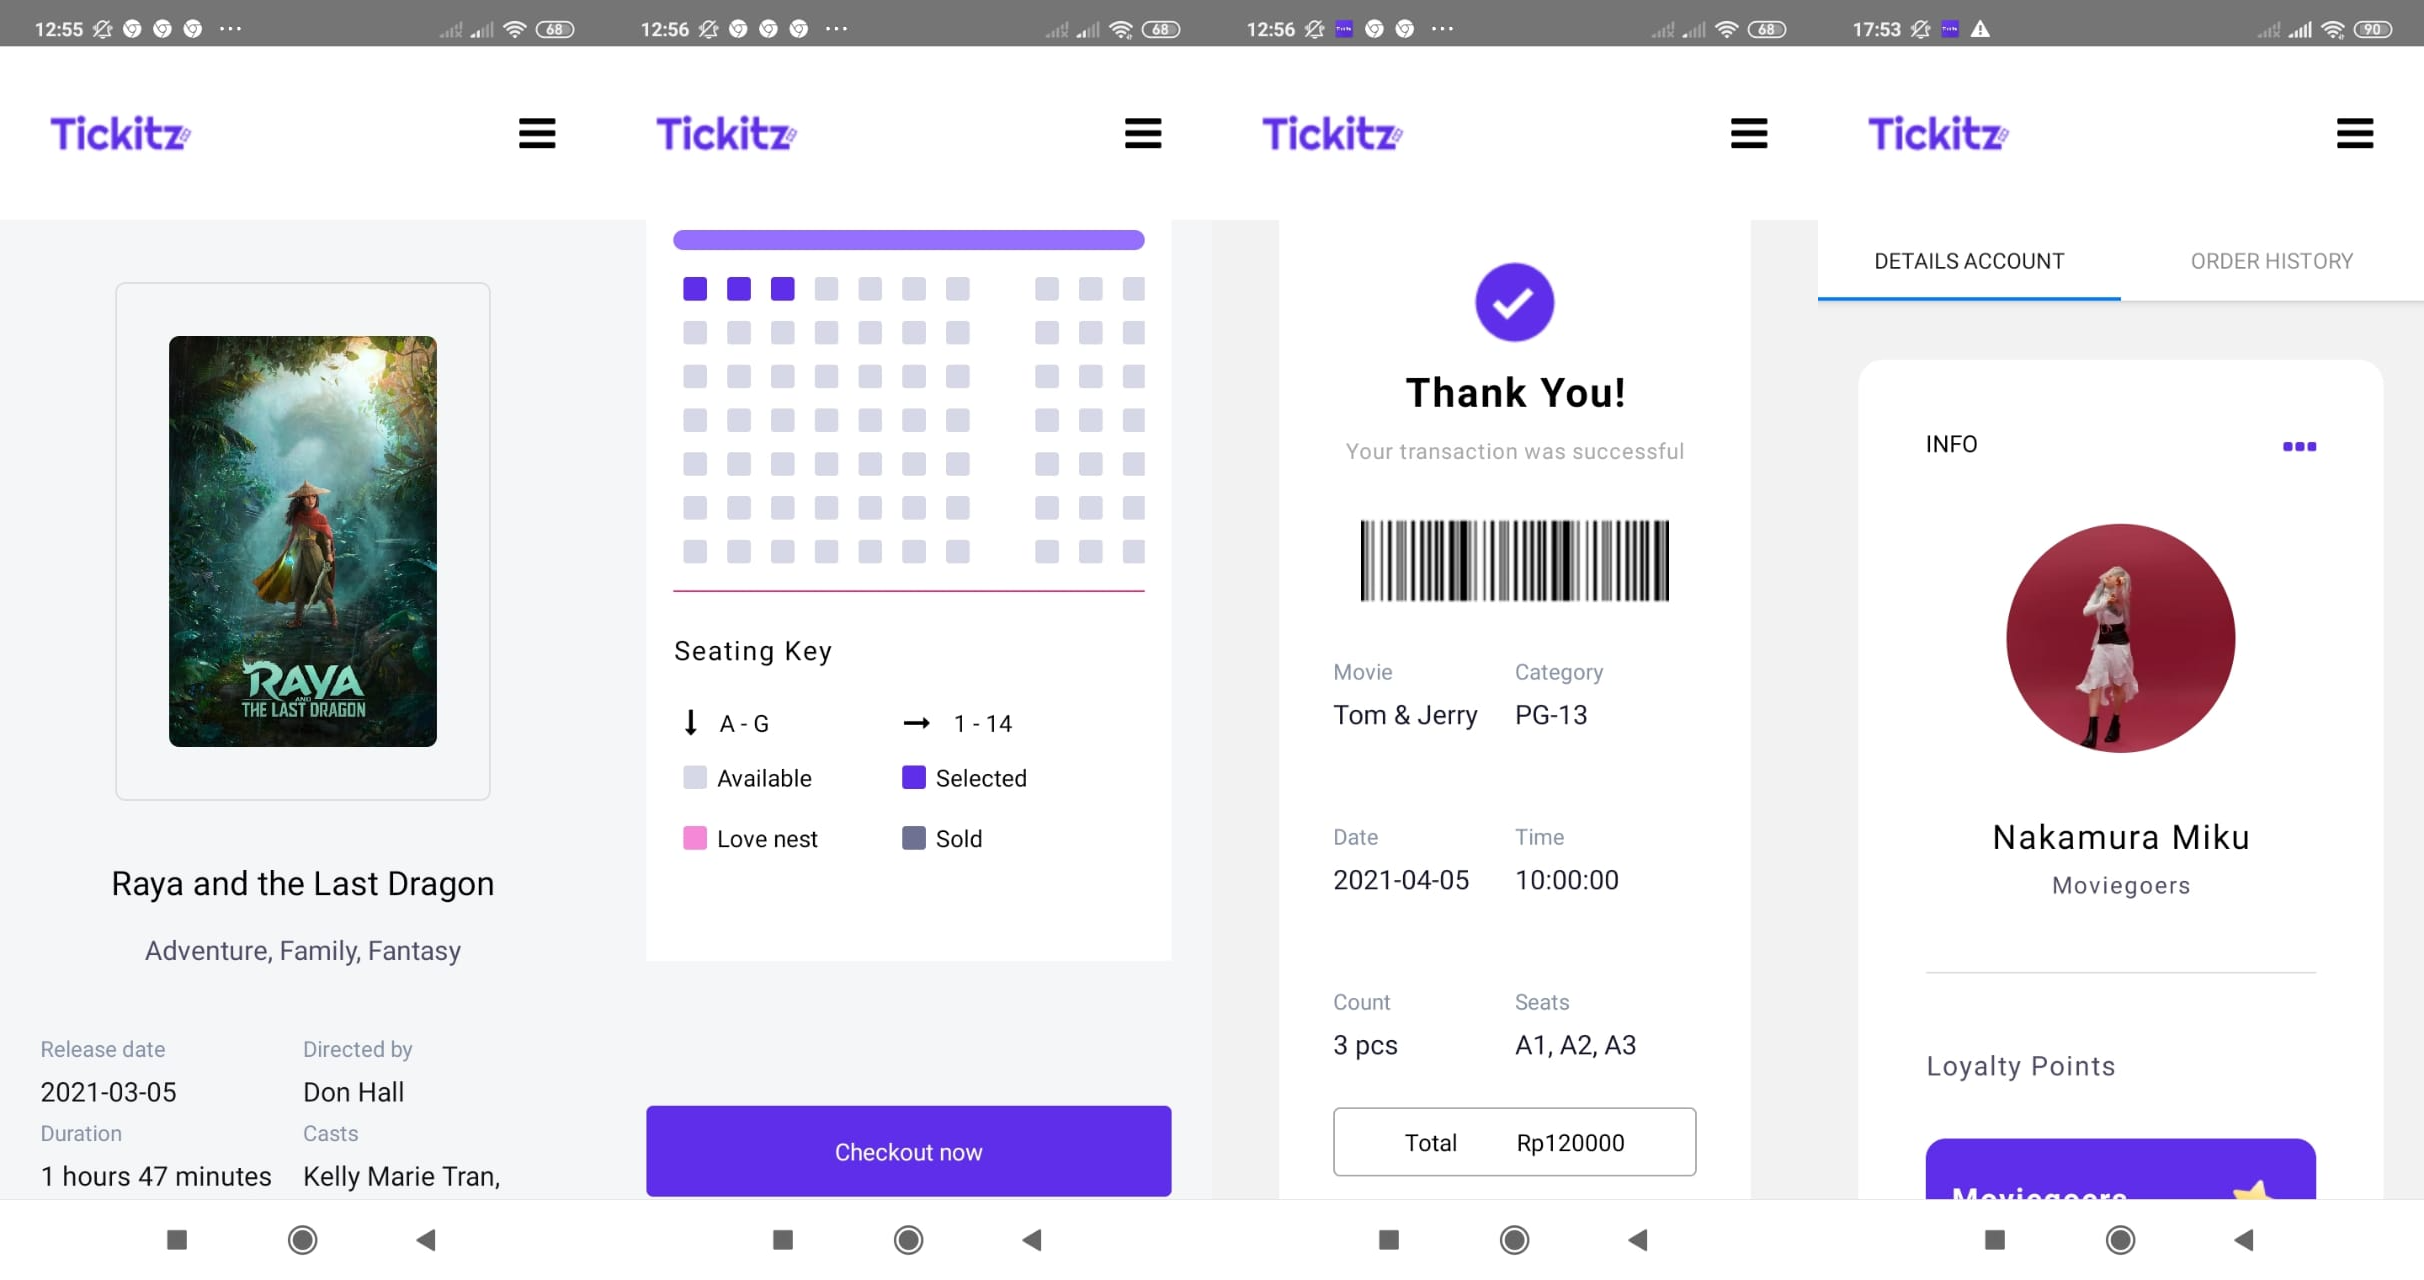 12:55
68
Tickitz
RAYA
AND
THE LAST DRAGON
Raya and the Last Dragon
Adventure, Family, Fantasy
Release date
Directed by
2021-03-05
Don Hall
Duration
Casts
1 hours 47 minutes
Kelly Marie Tran,
12:56
68
Tickitz
Seating Key
A - G
1 - 14
Available
Selected
Love nest
Sold
Checkout now
12:56
68
Tickitz
Thank You!
Your transaction was successful
Movie
Category
Tom & Jerry
PG-13
Date
Time
2021-04-05
10:00:00
Count
Seats
3 pcs
A1, A2, A3
Total
Rp120000
17:53
90
Tickitz
DETAILS ACCOUNT
ORDER HISTORY
INFO
Nakamura Miku
Moviegoers
Loyalty Points
Moviegoers